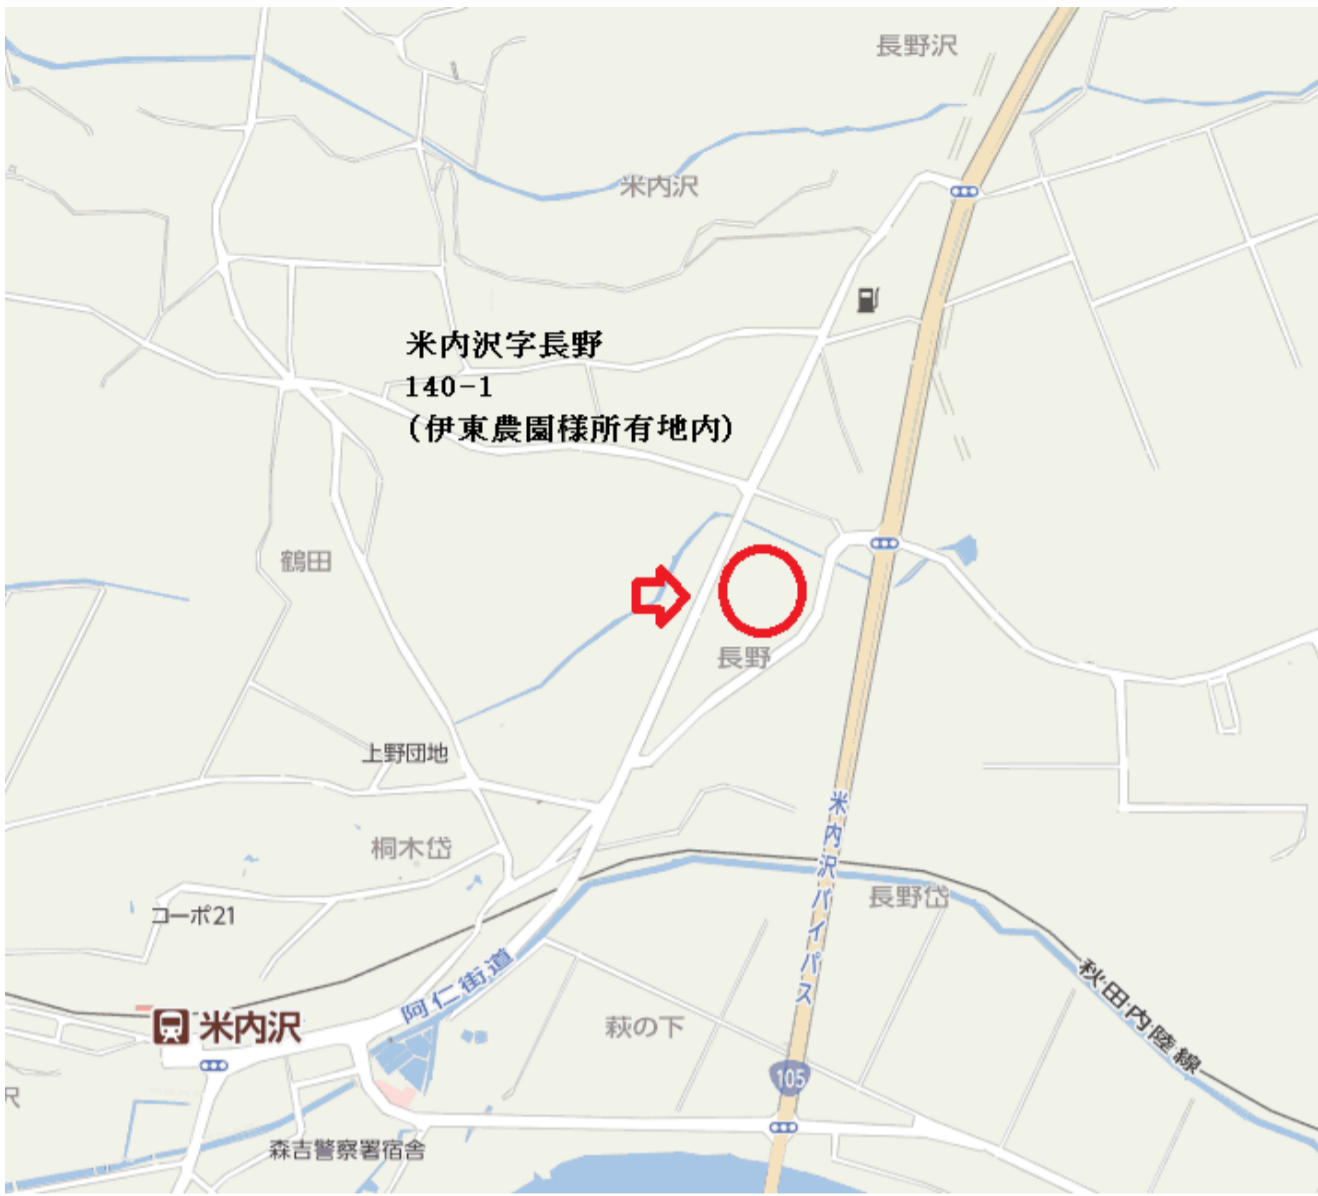 長野沢
米内沢
米内沢字長野
140-1
(伊東農園様所有地内)
鶴田
長野
上野団地
米内沢バイパス
桐木岱
長野岱
コーポ21
阿仁街道
秋田内陸線
米内沢
萩の下
105
沢
森吉警察署宿舎